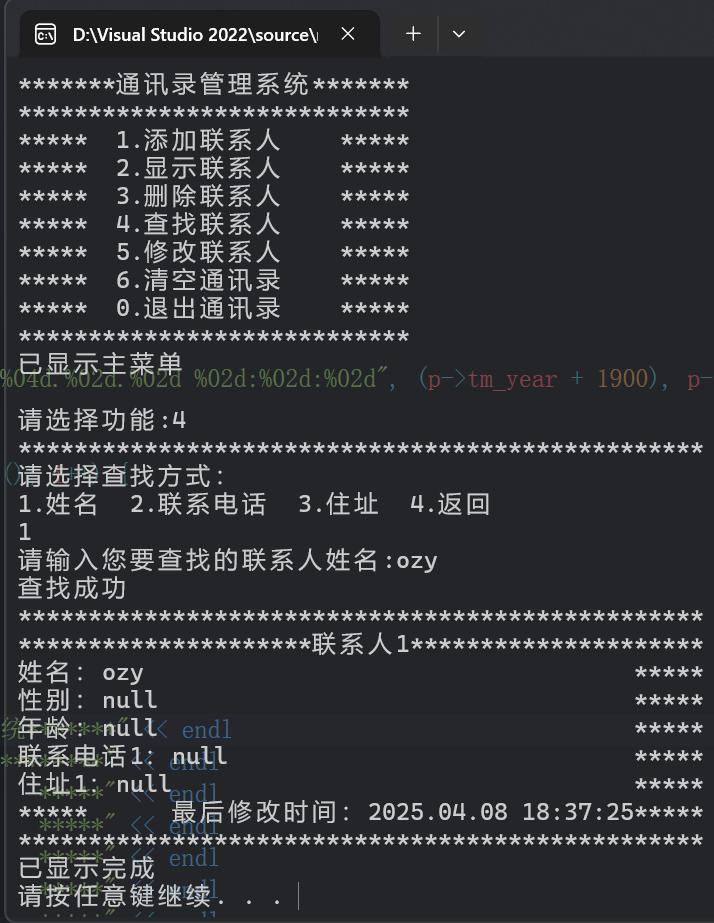 D:\Visual Studio 2022\source\
*******通讯录管理系统*******
****************************
*****  1.添加联系人    *****
*****  2.显示联系人    *****
*****  3.删除联系人    *****
*****  4.查找联系人    *****
*****  5.修改联系人    *****
*****  6.清空通讯录    *****
*****  0.退出通讯录    *****
****************************
已显示主菜单
%04d.%02d.%02d %02d:%02d:%02d", (p->tm_year + 1900), p-
请选择功能:4
*************************************************
请选择查找方式:
1.姓名  2.联系电话  3.住址  4.返回
1
请输入您要查找的联系人姓名:ozy
查找成功
*************************************************
*********************联系人1*********************
姓名: ozy                                   *****
性别: null                                  *****
年龄: null                                  *****
统*******" << endl
联系电话1: null                             *****
<< endl
住址1: null                                 *****
*****" << endl
*****      最后修改时间: 2025.04.08 18:37:25*****
*****" << endl
*************************************************
已显示完成
*****" << endl
请按任意键继续. . .
*****" << endl